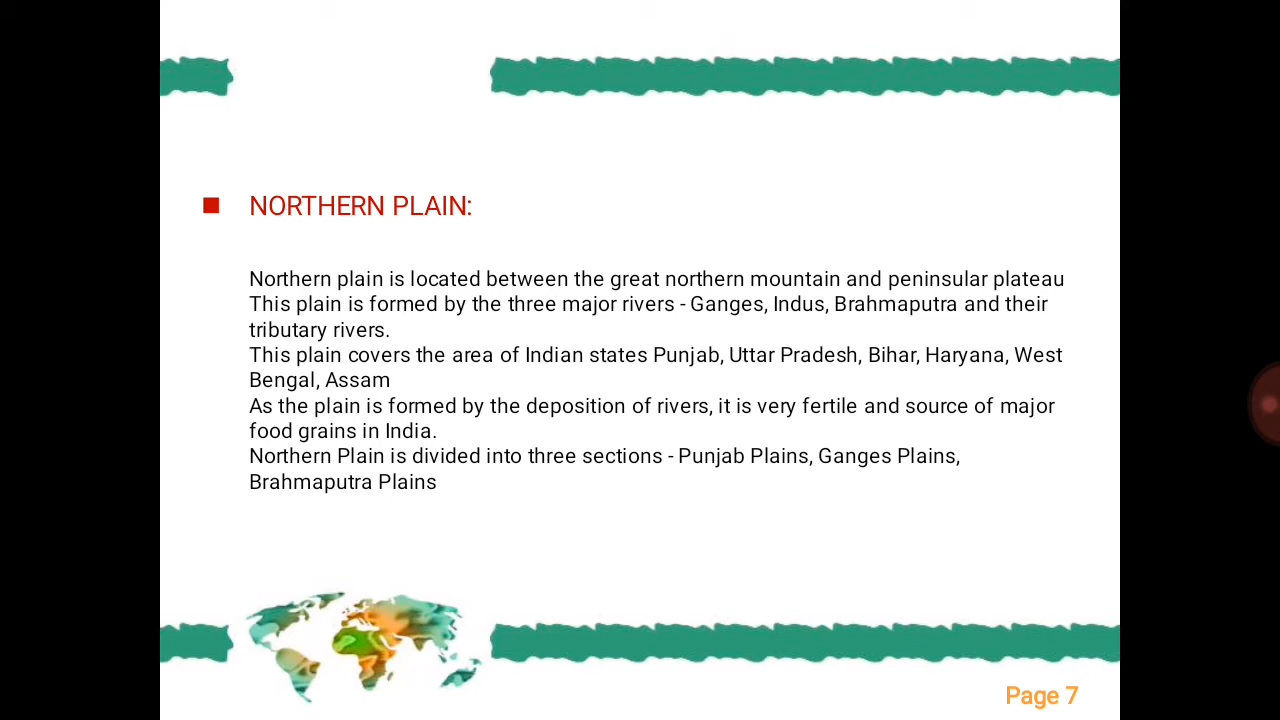 NORTHERN PLAIN:
Northern plain is located between the great northern mountain and peninsular plateau
This plain is formed by the three major rivers - Ganges, Indus, Brahmaputra and their
tributary rivers.
This plain covers the area of Indian states Punjab, Uttar Pradesh, Bihar, Haryana, West
Bengal, Assam
As the plain is formed by the deposition of rivers, it is very fertile and source of major
food grains in India.
Northern Plain is divided into three sections - Punjab Plains, Ganges Plains,
Brahmaputra Plains
Page 7